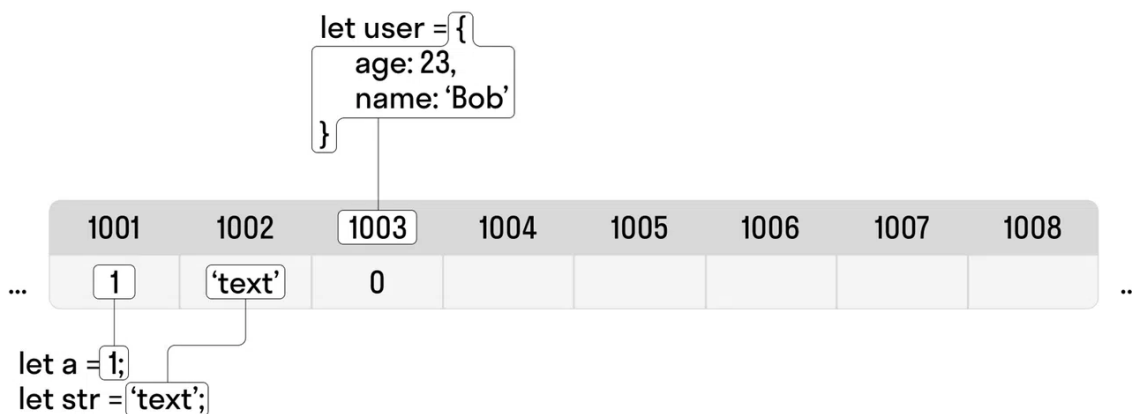 let user = {
age: 23,
name: ‘Bob’
}
1001 1002 1003 1004 1005 1006 1007 1008
... 1 ‘text’ 0 ..
let a = 1;
let str = ‘text’;